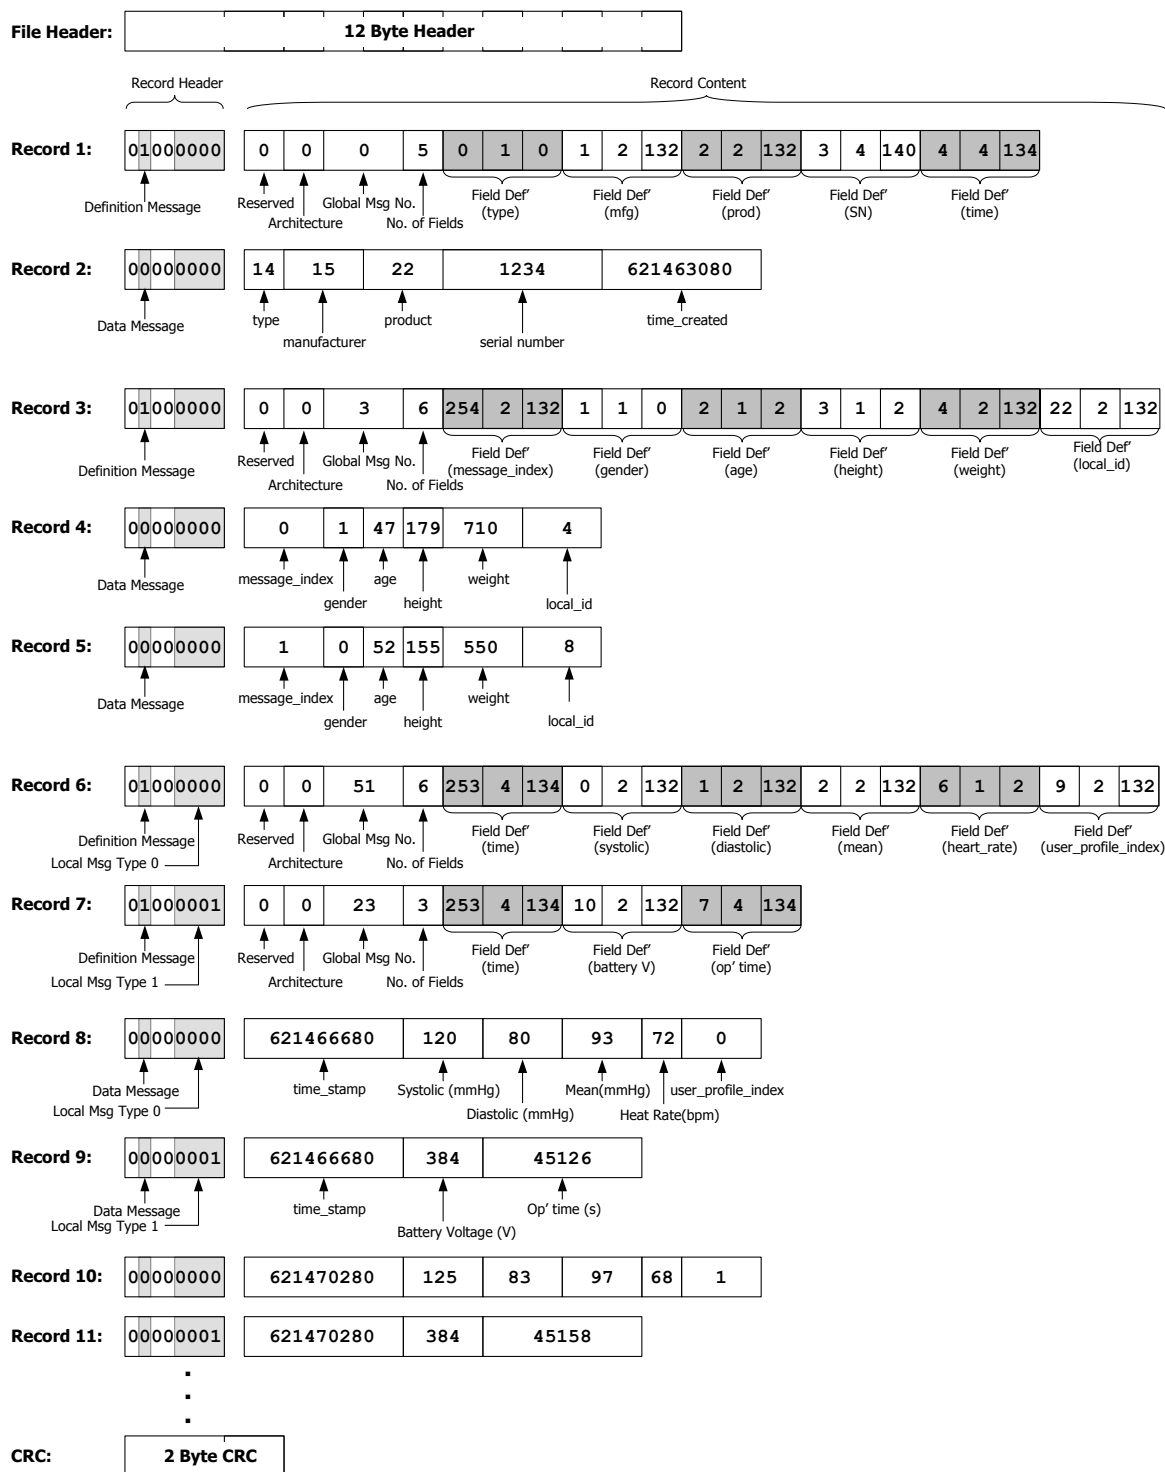 File Header: 12 Byte Header
Record Header Record Content
Record 1: 01000000 0 0 0 5 0 1 0 1 2 132 2 2 132 3 4 140 4 4 134
Definition Message Reserved Architecture Global Msg No. No. of Fields Field Def’ (type) Field Def’ (mfg) Field Def’ (prod) Field Def’ (SN) Field Def’ (time)
Record 2: 00000000 14 15 22 1234 621463080
Data Message type manufacturer product serial number time_created
Record 3: 01000000 0 0 3 6 254 2 132 1 1 0 2 1 2 3 1 2 4 2 132 22 2 132
Definition Message Reserved Architecture Global Msg No. No. of Fields Field Def’ (message_index) Field Def’ (gender) Field Def’ (age) Field Def’ (height) Field Def’ (weight) Field Def’ (local_id)
Record 4: 00000000 0 1 47 179 710 4
Data Message message_index gender age height weight local_id
Record 5: 00000000 1 0 52 155 550 8
Data Message message_index gender age height weight local_id
Record 6: 01000000 0 0 51 6 253 4 134 0 2 132 1 2 132 2 2 132 6 1 2 9 2 132
Definition Message Local Msg Type 0 Reserved Architecture Global Msg No. No. of Fields Field Def’ (time) Field Def’ (systolic) Field Def’ (diastolic) Field Def’ (mean) Field Def’ (heart_rate) Field Def’ (user_profile_index)
Record 7: 01000001 0 0 23 3 253 4 134 10 2 132 7 4 134
Definition Message Local Msg Type 1 Reserved Architecture Global Msg No. No. of Fields Field Def’ (time) Field Def’ (battery V) Field Def’ (op’ time)
Record 8: 00000000 621466680 120 80 93 72 0
Data Message Local Msg Type 0 time_stamp Systolic (mmHg) Diastolic (mmHg) Mean(mmHg) Heat Rate(bpm) user_profile_index
Record 9: 00000001 621466680 384 45126
Data Message Local Msg Type 1 time_stamp Battery Voltage (V) Op’ time (s)
Record 10: 00000000 621470280 125 83 97 68 1
Record 11: 00000001 621470280 384 45158
.
.
.
CRC: 2 Byte CRC